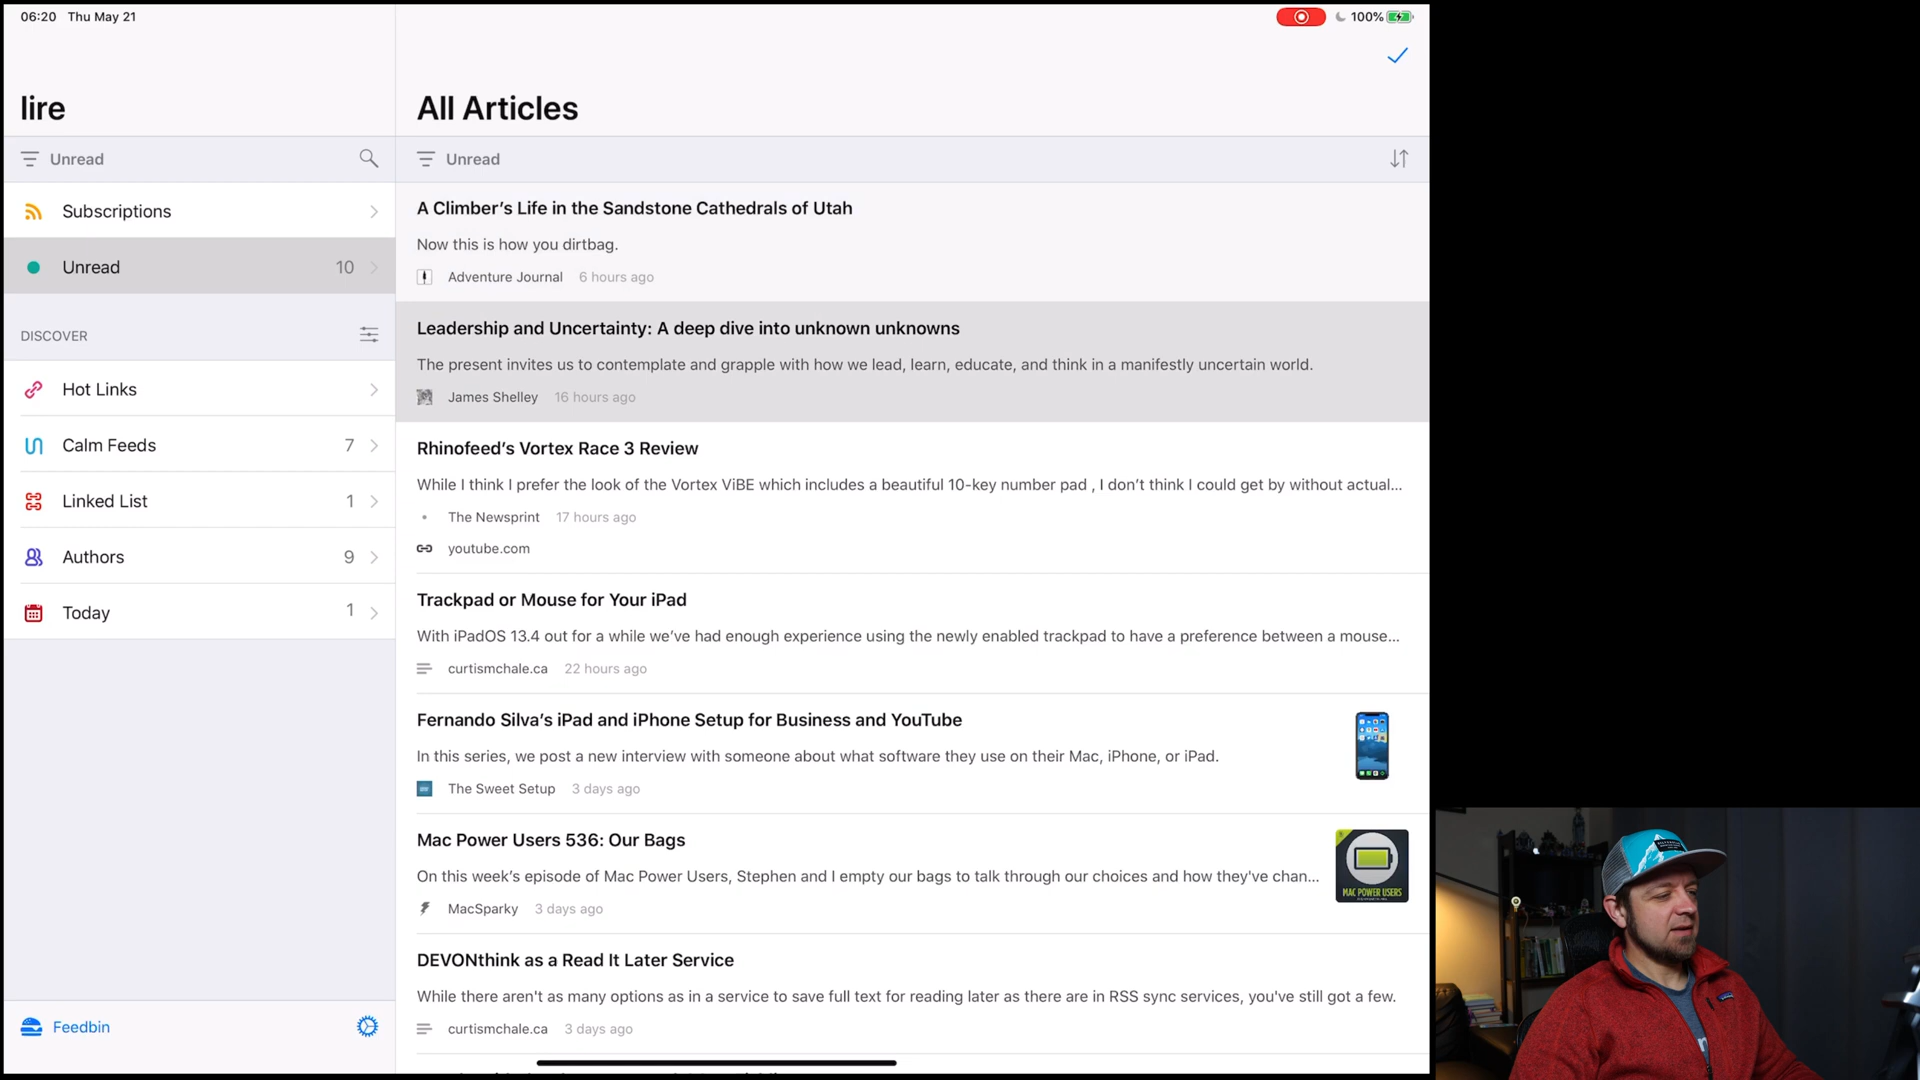 06:20 Thu May 21
100%
lire
Unread
Subscriptions
Unread 10
DISCOVER
Hot Links
Calm Feeds 7
Linked List 1
Authors 9
Today 1
Feedbin
All Articles
Unread
A Climber's Life in the Sandstone Cathedrals of Utah
Now this is how you dirtbag.
Adventure Journal 6 hours ago
Leadership and Uncertainty: A deep dive into unknown unknowns
The present invites us to contemplate and grapple with how we lead, learn, educate, and think in a manifestly uncertain world.
James Shelley 16 hours ago
Rhinofeed's Vortex Race 3 Review
While I think I prefer the look of the Vortex ViBE which includes a beautiful 10-key number pad , I don't think I could get by without actual...
The Newsprint 17 hours ago
youtube.com
Trackpad or Mouse for Your iPad
With iPadOS 13.4 out for a while we've had enough experience using the newly enabled trackpad to have a preference between a mouse...
curtismchale.ca 22 hours ago
Fernando Silva's iPad and iPhone Setup for Business and YouTube
In this series, we post a new interview with someone about what software they use on their Mac, iPhone, or iPad.
The Sweet Setup 3 days ago
Mac Power Users 536: Our Bags
On this week's episode of Mac Power Users, Stephen and I empty our bags to talk through our choices and how they've chan...
MacSparky 3 days ago
MAC POWER USERS
DEVONthink as a Read It Later Service
While there aren't as many options as in a service to save full text for reading later as there are in RSS sync services, you've still got a few.
curtismchale.ca 3 days ago